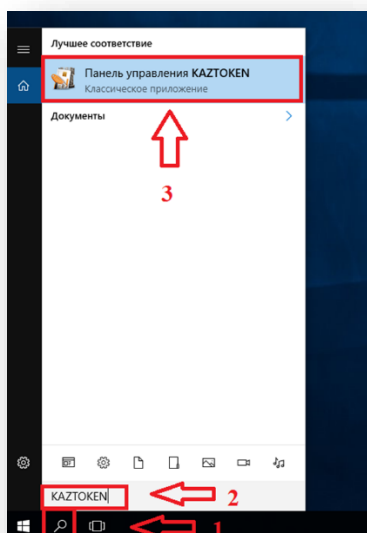 Лучшее соответствие
Панель управления KAZTOKEN
Классическое приложение
Документы
3
KAZTOKEN
2
1